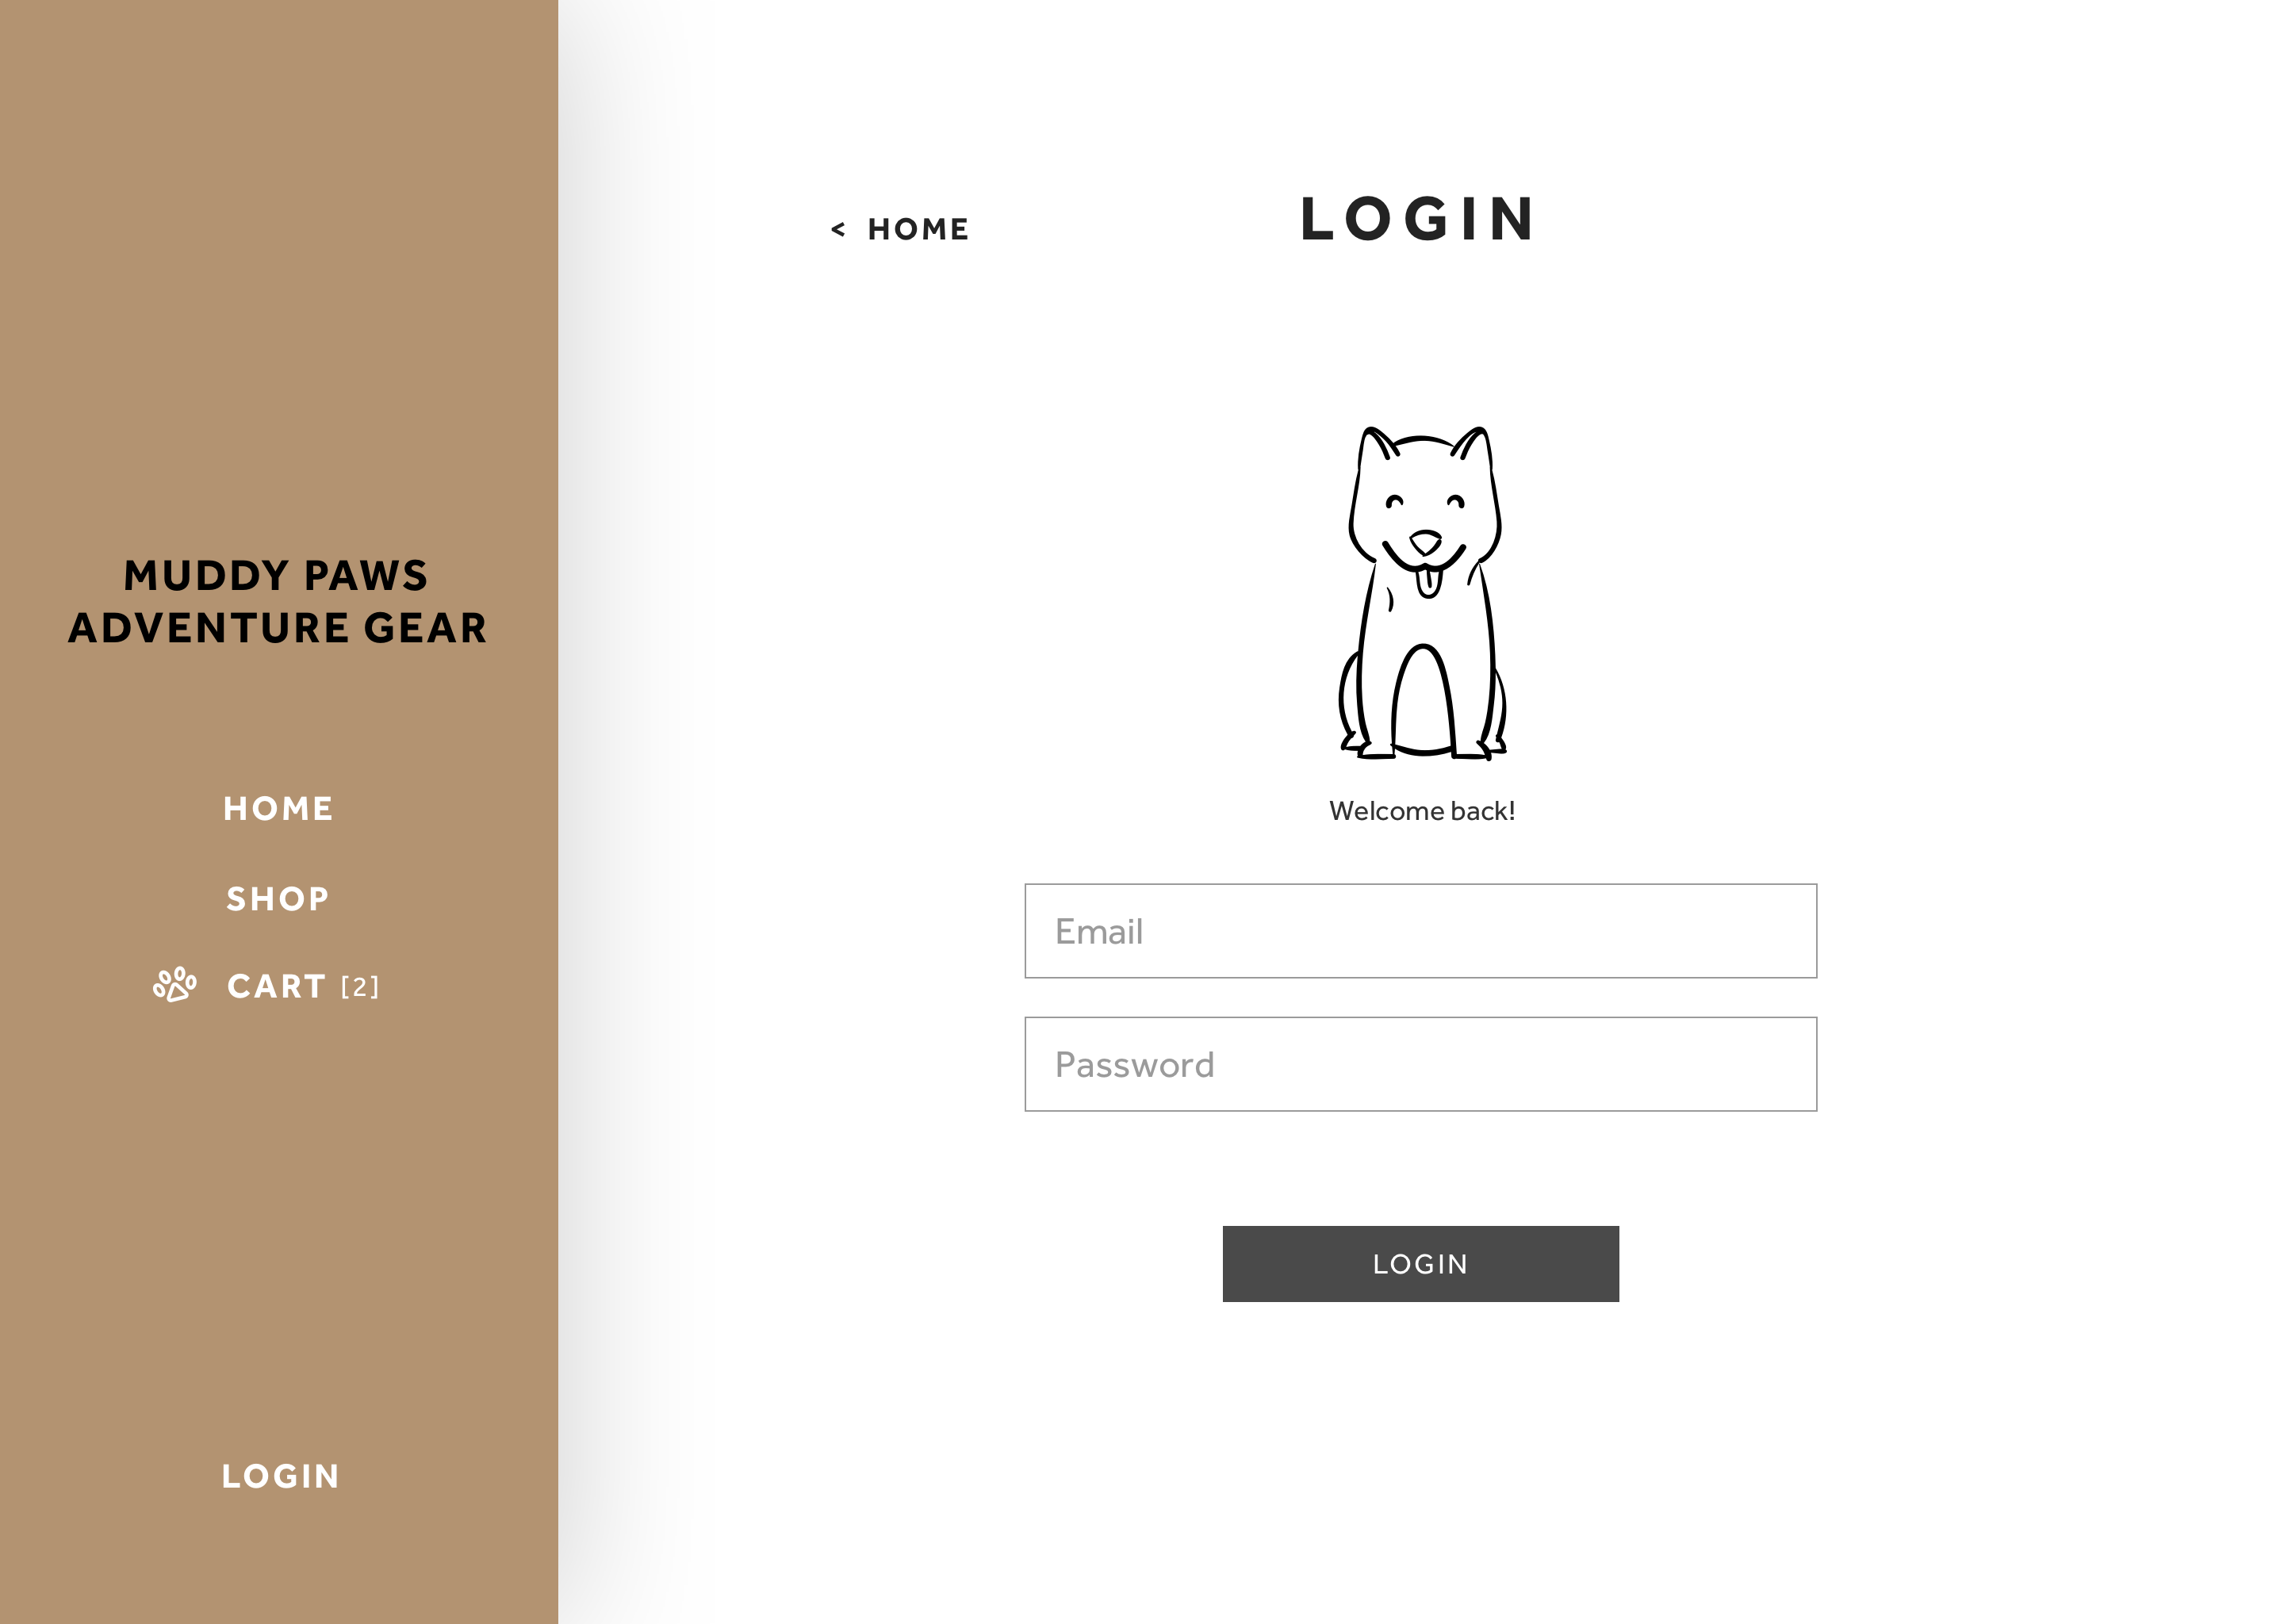 MUDDY PAWS
ADVENTURE GEAR
HOME
SHOP
CART [2]
LOGIN
< HOME
LOGIN
Welcome back!
Email
Password
LOGIN